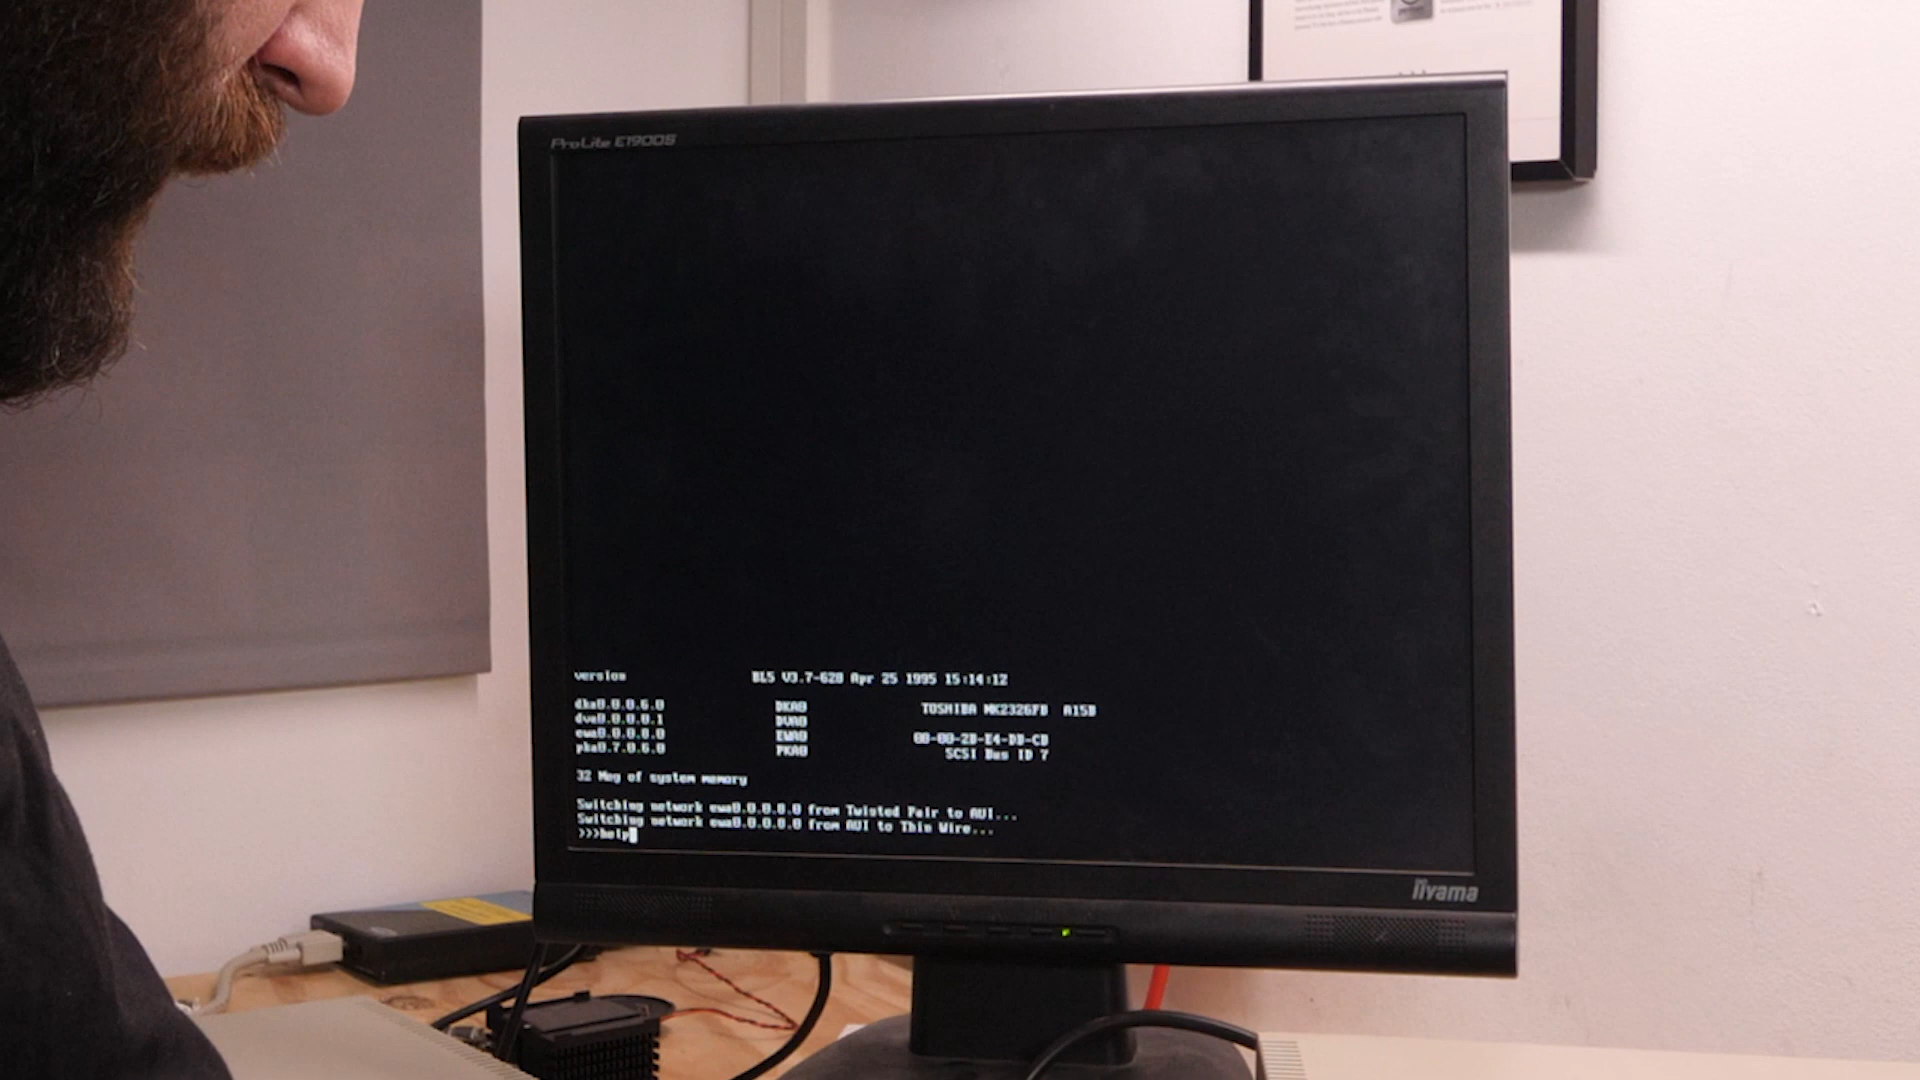 ProLite E1900S
version BL5 V3.7-628 Apr 25 1995 15:14:12
dka0.0.0.6.0 DKA0 TOSHIBA MK2326FB A15B
dva0.0.0.0.1 DVA0
ewa0.0.0.0.0 EWA0 00-00-2B-E4-DB-CB
pka0.7.0.6.0 PKA0 SCSI Bus ID 7
32 Meg of system memory
Switching network ewa0.0.0.0.0 from Twisted Pair to AUI...
Switching network ewa0.0.0.0.0 from AUI to Thin Wire...
>>>help
iiyama